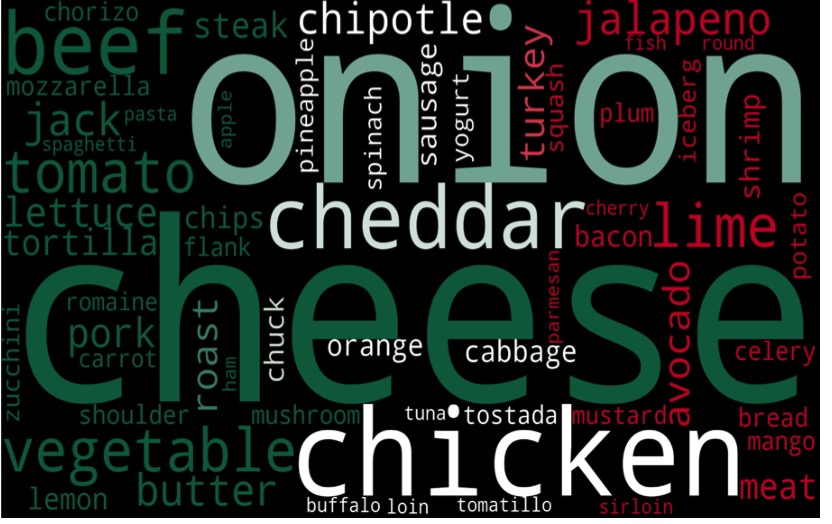 chorizo
beef
steak
chipotle
jalapeno
fish
round
mozzarella
onion
pineapple
sausage
turkey
squash
yogurt
spinach
apple
plum
iceberg
shrimp
jack
pasta
spaghetti
tomato
lettuce
chips
cheddar
cherry
lime
potato
tortilla
flank
bacon
cheese
parmesan
avocado
romaine
zucchini
pork
roast
chuck
orange
cabbage
celery
carrot
ham
shoulder
mushroom
tuna
tostada
mustard
bread
chicken
mango
vegetable
butter
meat
lemon
buffalo
loin
tomatillo
sirloin